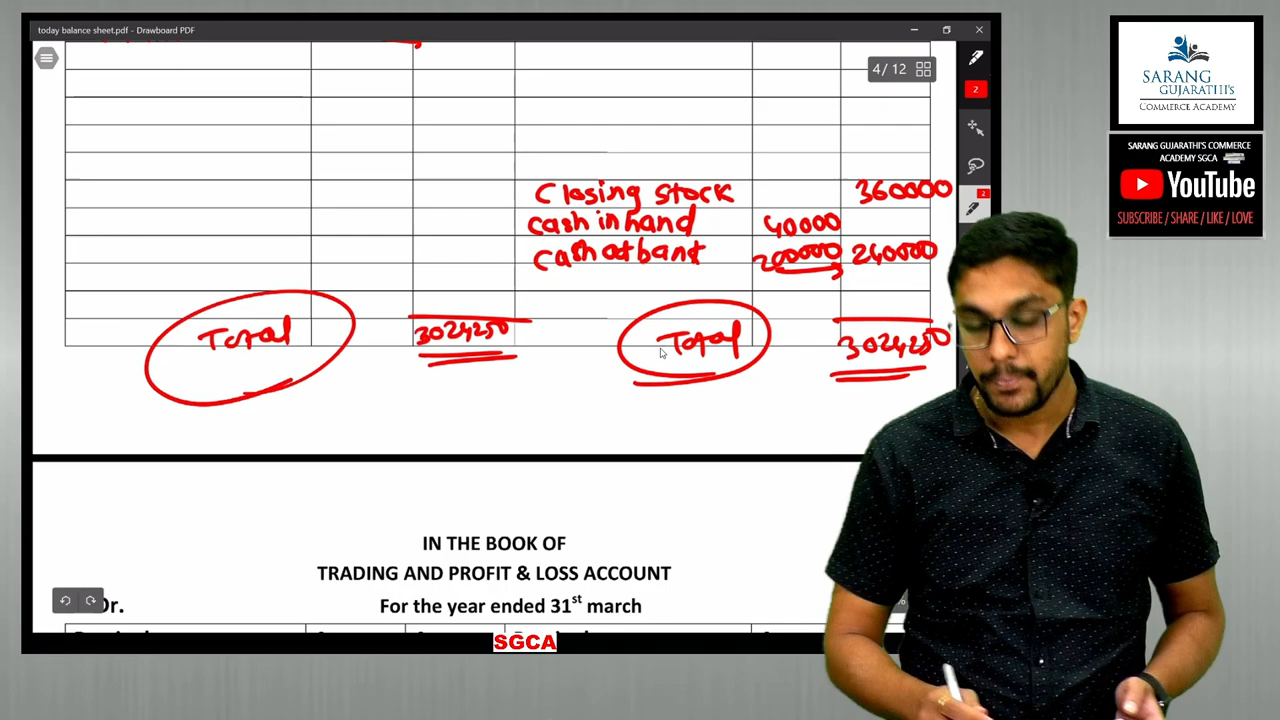 today balance sheet.pdf - Drawboard PDF
4/12
2
2
Closing stock 360000
cash in hand 40000
Cash at bank 200000 240000
Total 3024250 Total 3024250
IN THE BOOK OF
TRADING AND PROFIT & LOSS ACCOUNT
Dr. For the year ended 31st march
SGCA
SARANG
GUJARATHI'S
COMMERCE ACADEMY
SARANG GUJARATHI'S COMMERCE
ACADEMY SGCA
YouTube
SUBSCRIBE / SHARE / LIKE / LOVE